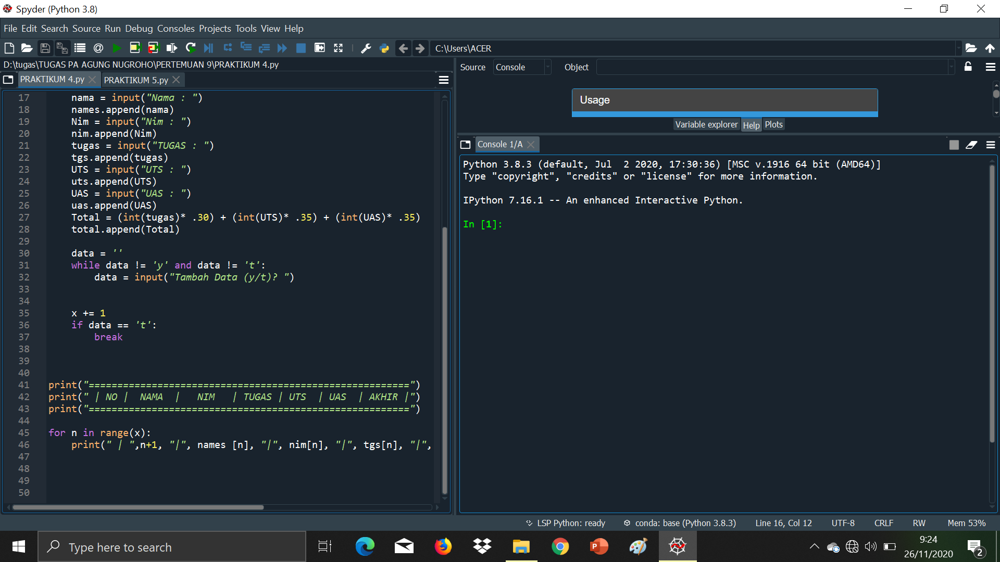 Spyder (Python 3.8)
File Edit Search Source Run Debug Consoles Projects Tools View Help
C:\Users\ACER
D:\tugas\TUGAS PA AGUNG NUGROHO\PERTEMUAN 9\PRAKTIKUM 4.py
PRAKTIKUM 4.py PRAKTIKUM 5.py
17 nama = input("Nama : ")
18 names.append(nama)
19 Nim = input("Nim : ")
20 nim.append(Nim)
21 tugas = input("TUGAS : ")
22 tgs.append(tugas)
23 UTS = input("UTS : ")
24 uts.append(UTS)
25 UAS = input("UAS : ")
26 uas.append(UAS)
27 Total = (int(tugas)* .30) + (int(UTS)* .35) + (int(UAS)* .35)
28 total.append(Total)
29
30 data = ''
31 while data != 'y' and data != 't':
32 data = input("Tambah Data (y/t)? ")
33
34
35 x += 1
36 if data == 't':
37 break
38
39
40
41 print("========================================================")
42 print(" | NO |  NAMA  |   NIM   | TUGAS | UTS  | UAS  | AKHIR |")
43 print("========================================================")
44
45 for n in range(x):
46 print(" | ",n+1, "|", names [n], "|", nim[n], "|", tgs[n], "|",
47
48
49
50
Source Console Object
Usage
Variable explorer Help Plots
Console 1/A
Python 3.8.3 (default, Jul  2 2020, 17:30:36) [MSC v.1916 64 bit (AMD64)]
Type "copyright", "credits" or "license" for more information.
IPython 7.16.1 -- An enhanced Interactive Python.
In [1]:
LSP Python: ready conda: base (Python 3.8.3) Line 16, Col 12 UTF-8 CRLF RW Mem 53%
Type here to search
9:24
26/11/2020
2